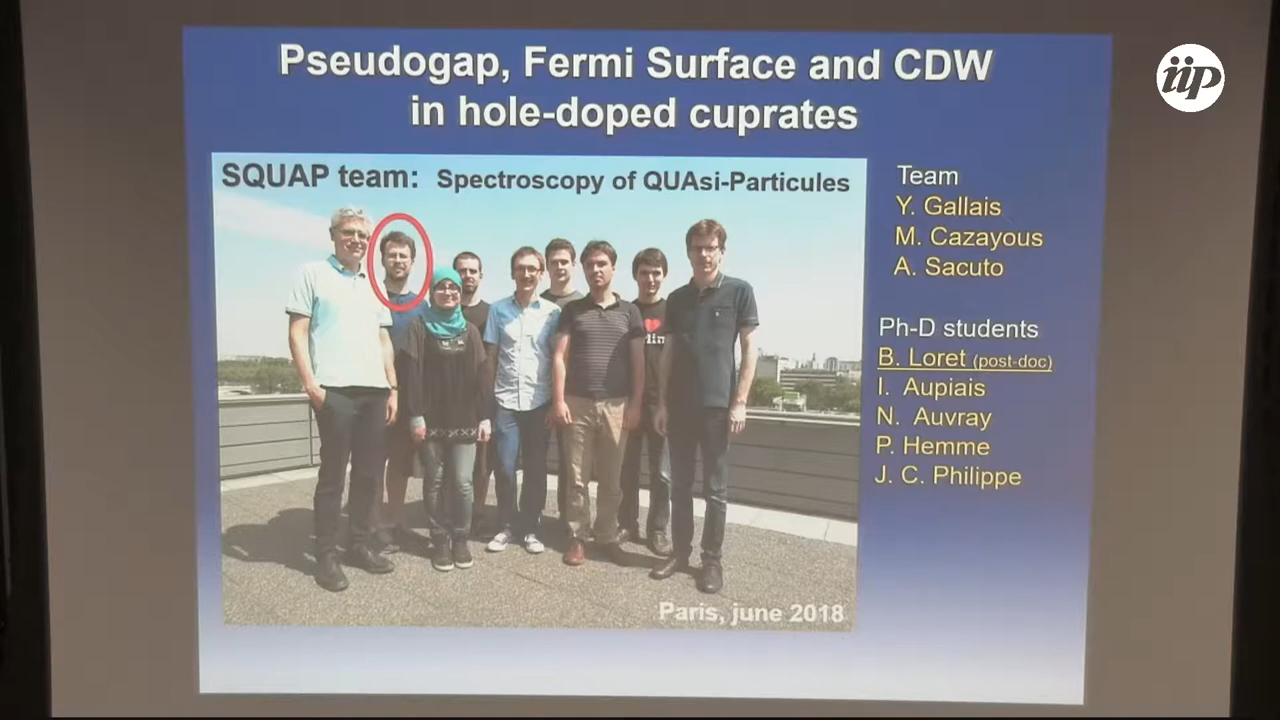 Pseudogap, Fermi Surface and CDW
in hole-doped cuprates
iip
SQUAP team: Spectroscopy of QUAsi-Particules
Paris, june 2018
Team
Y. Gallais
M. Cazayous
A. Sacuto
Ph-D students
B. Loret (post-doc)
I. Aupiais
N. Auvray
P. Hemme
J. C. Philippe